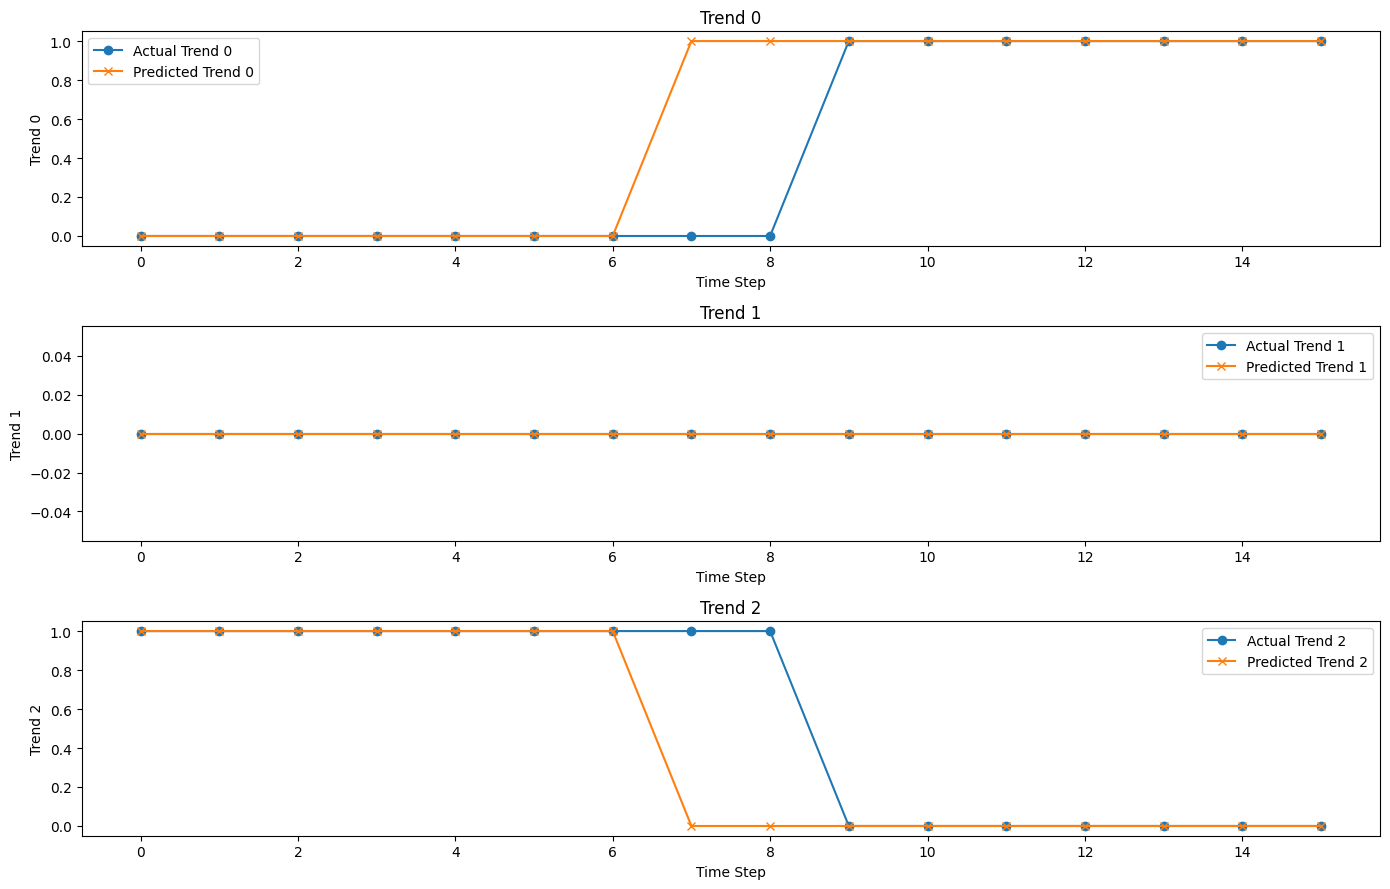 Trend 0
Actual Trend 0
Predicted Trend 0
Trend 0
1.0
0.8
0.6
0.4
0.2
0.0
0 2 4 6 8 10 12 14
Time Step
Trend 1
Actual Trend 1
Predicted Trend 1
Trend 1
0.04
0.02
0.00
−0.02
−0.04
0 2 4 6 8 10 12 14
Time Step
Trend 2
Actual Trend 2
Predicted Trend 2
Trend 2
1.0
0.8
0.6
0.4
0.2
0.0
0 2 4 6 8 10 12 14
Time Step